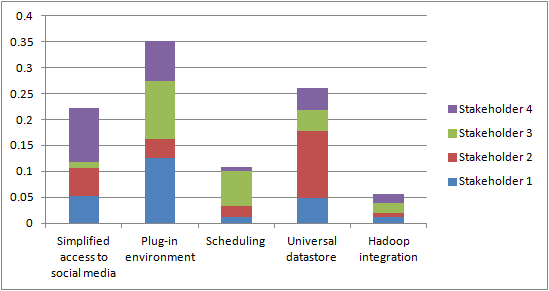 0.4
0.35
0.3
0.25
0.2
0.15
0.1
0.05
0
Simplified
access to
social media
Plug-in
environment
Scheduling
Universal
datastore
Hadoop
integration
Stakeholder 4
Stakeholder 3
Stakeholder 2
Stakeholder 1